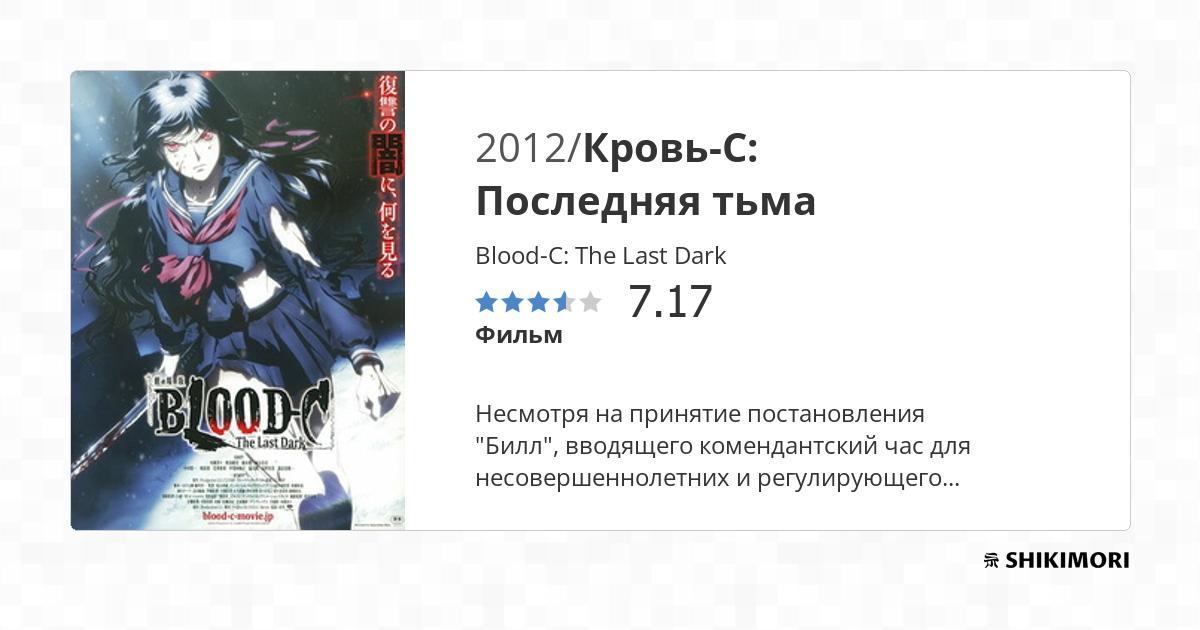 復讐の闇に、何を見る
BLOOD-C
The Last Dark
blood-c-movie.jp
2012/Кровь-C:
Последняя тьма
Blood-C: The Last Dark
7.17
Фильм
Несмотря на принятие постановления
"Билл", вводящего комендантский час для
несовершеннолетних и регулирующего...
SHIKIMORI